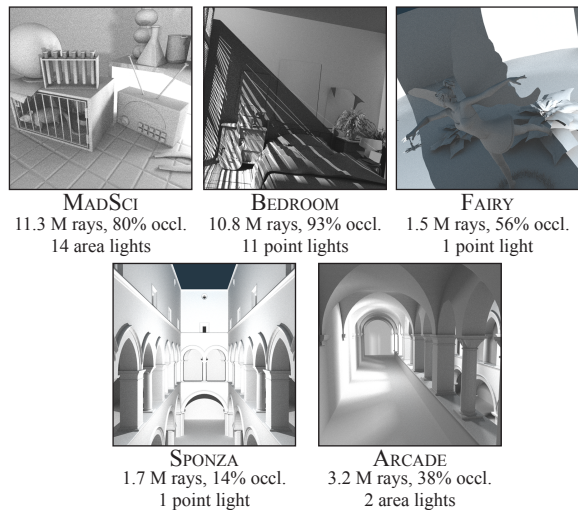 MADSCI
11.3 M rays, 80% occl.
14 area lights
BEDROOM
10.8 M rays, 93% occl.
11 point lights
FAIRY
1.5 M rays, 56% occl.
1 point light
SPONZA
1.7 M rays, 14% occl.
1 point light
ARCADE
3.2 M rays, 38% occl.
2 area lights